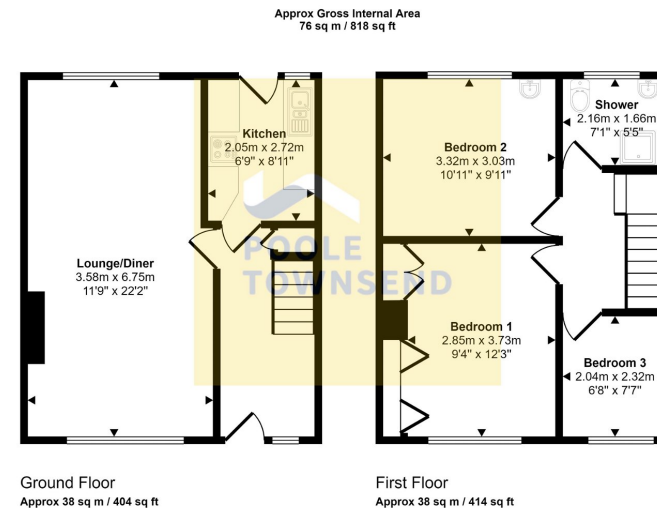 Approx Gross Internal Area
76 sq m / 818 sq ft
Kitchen
2.05m x 2.72m
6'9" x 8'11"
Lounge/Diner
3.58m x 6.75m
11'9" x 22'2"
Ground Floor
Approx 38 sq m / 404 sq ft
Bedroom 2
3.32m x 3.03m
10'11" x 9'11"
Shower
2.16m x 1.66m
7'1" x 5'5"
Bedroom 1
2.85m x 3.73m
9'4" x 12'3"
Bedroom 3
2.04m x 2.32m
6'8" x 7'7"
First Floor
Approx 38 sq m / 414 sq ft
POOLE
TOWNSEND